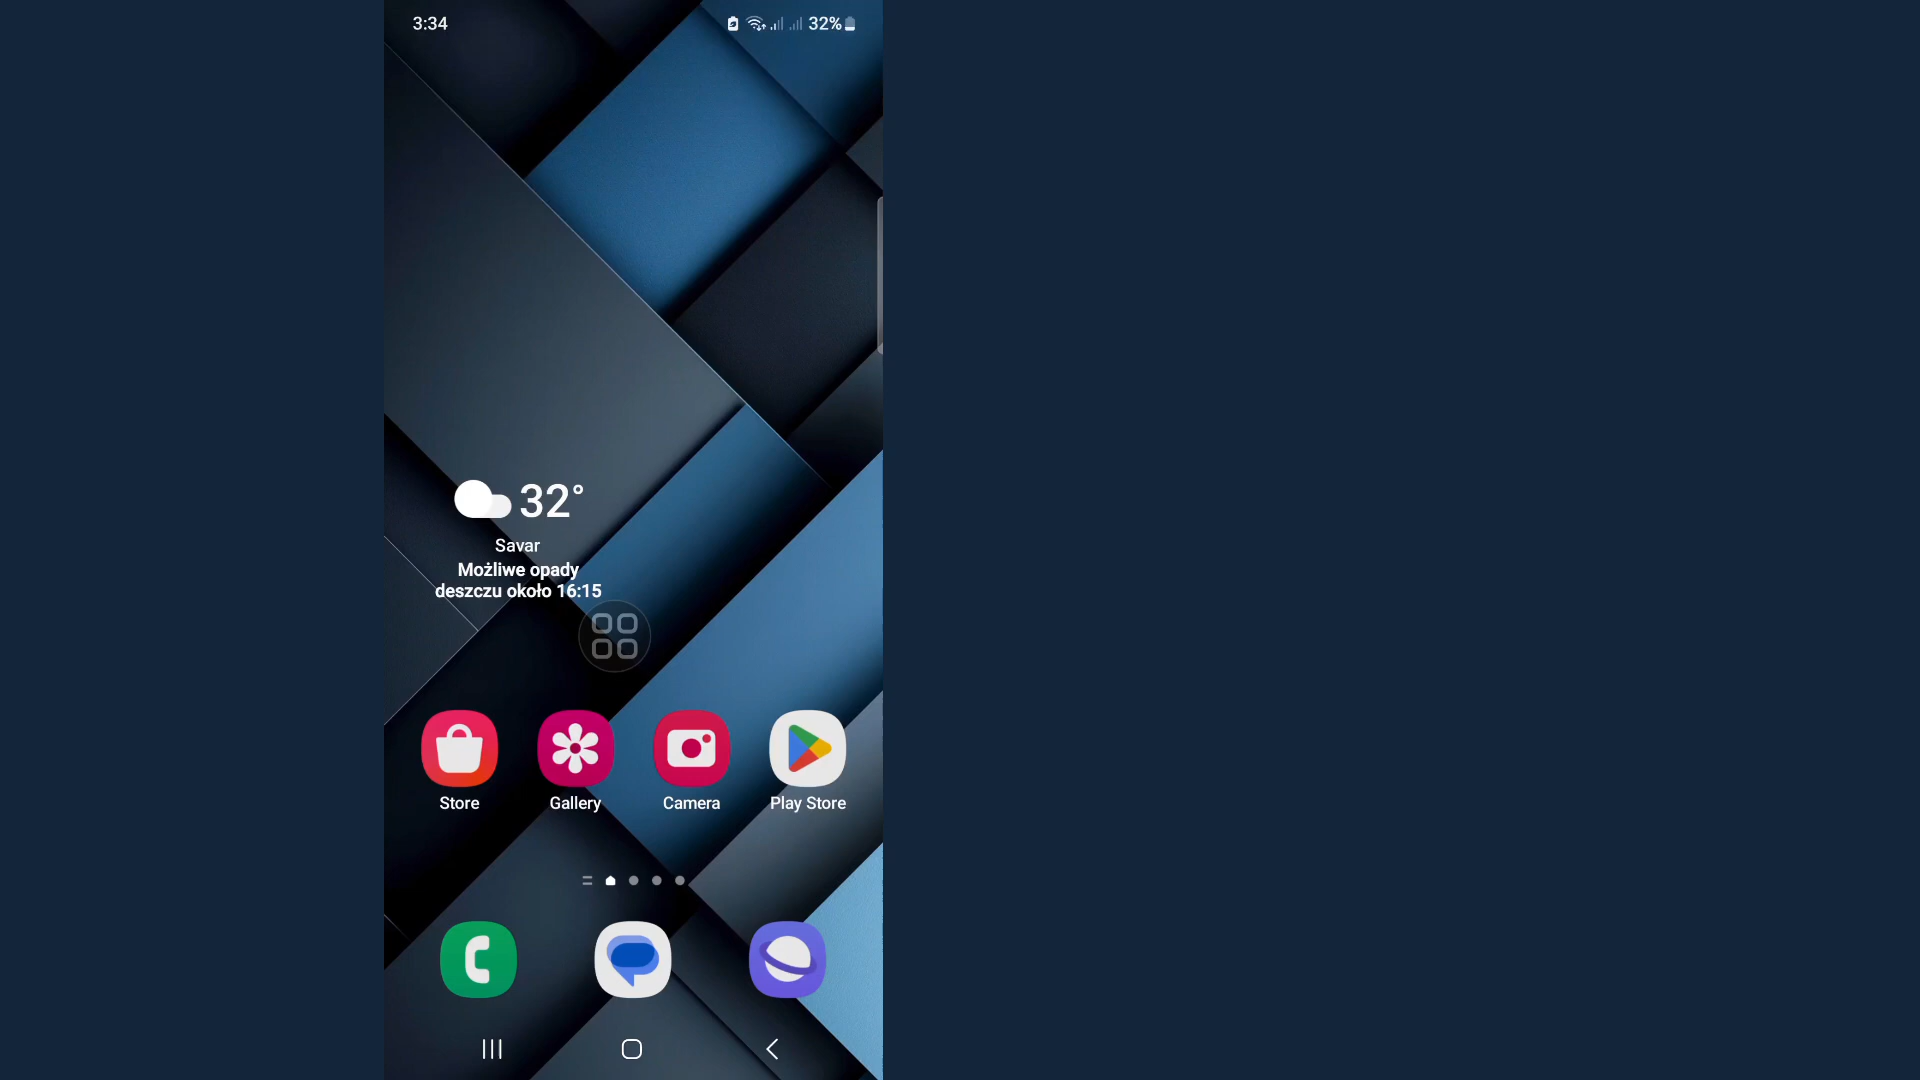 3:34
32%
32°
Savar
Możliwe opady
deszczu około 16:15
Store
Gallery
Camera
Play Store